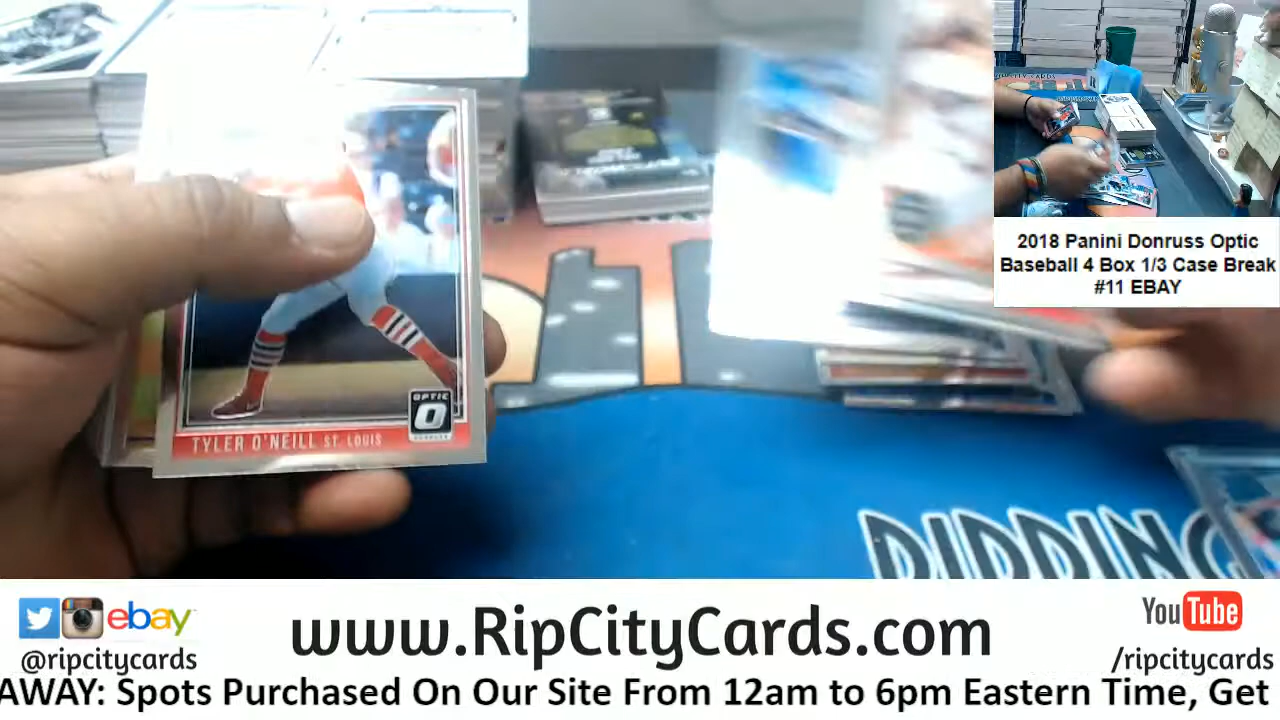 2018 Panini Donruss Optic
Baseball 4 Box 1/3 Case Break
#11 EBAY
OPTIC
TYLER O'NEILL ST. LOUIS
RIPPING
ebay
@ripcitycards
www.RipCityCards.com
YouTube
/ripcitycards
AWAY: Spots Purchased On Our Site From 12am to 6pm Eastern Time, Get